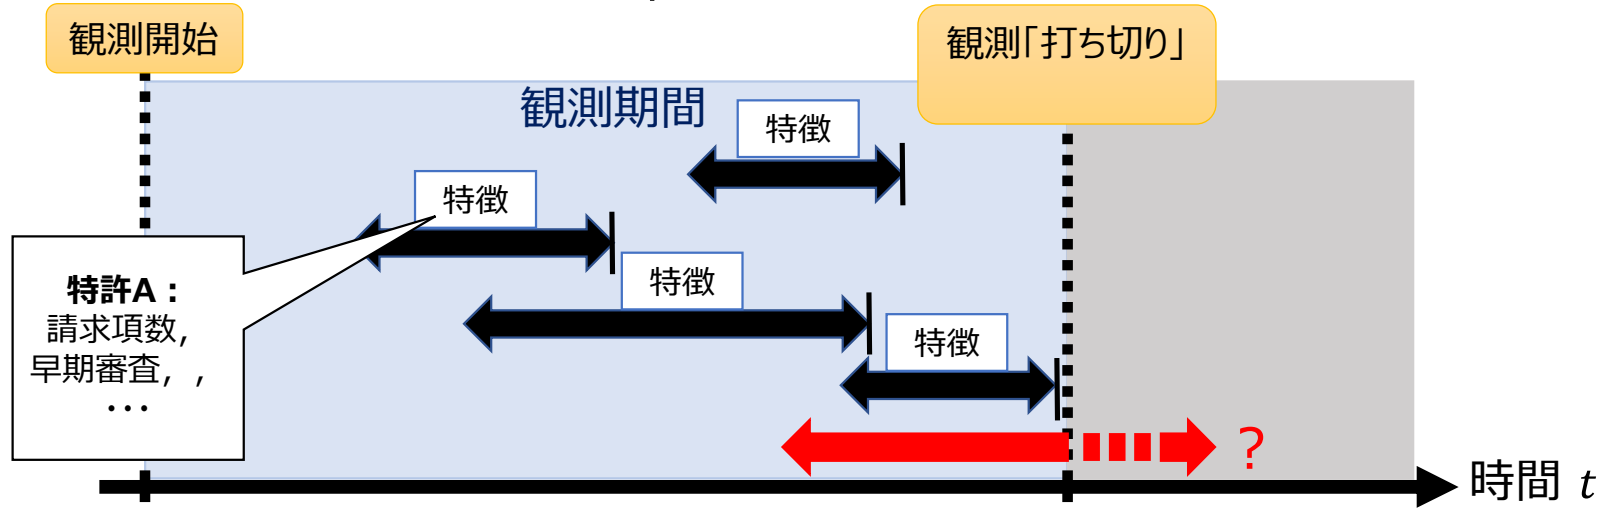 観測開始
観測「打ち切り」
観測期間
特徴
特徴
特徴
特徴
特許A：
請求項数,
早期審査, ,
・・・
?
時間 t